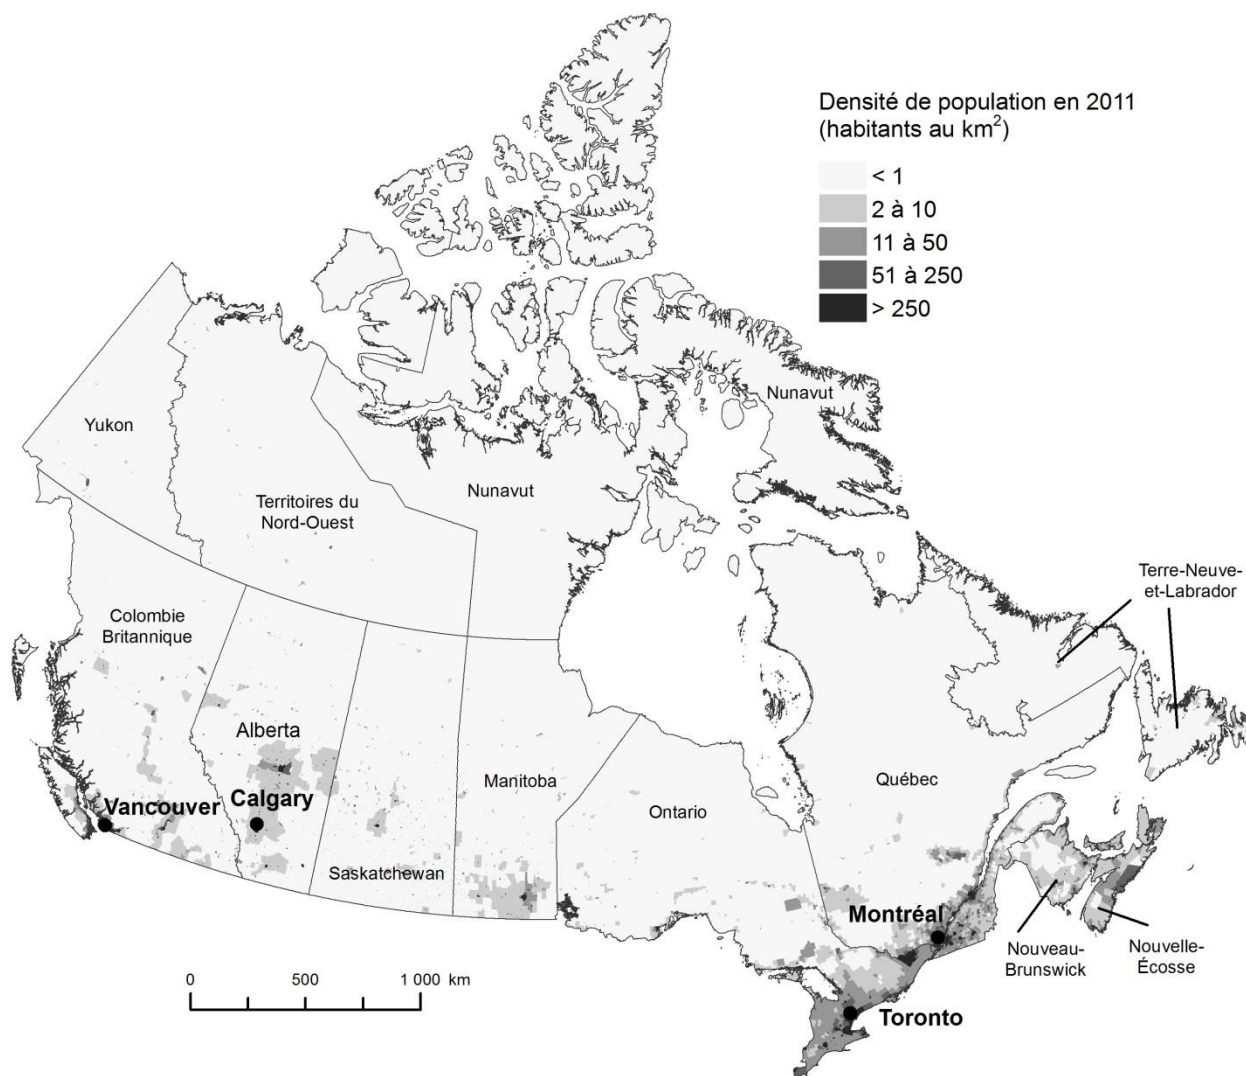 Densité de population en 2011
(habitants au km²)
< 1
2 à 10
11 à 50
51 à 250
> 250
Nunavut
Yukon
Nunavut
Territoires du
Nord-Ouest
Terre-Neuve-
et-Labrador
Colombie
Britannique
Alberta
Manitoba
Québec
Vancouver
Calgary
Ontario
Saskatchewan
Montréal
Nouveau-
Brunswick
Nouvelle-
Écosse
0 500 1 000 km
Toronto